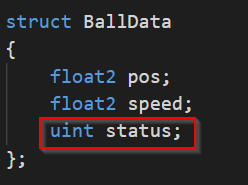 struct BallData
{
float2 pos;
float2 speed;
uint status;
};